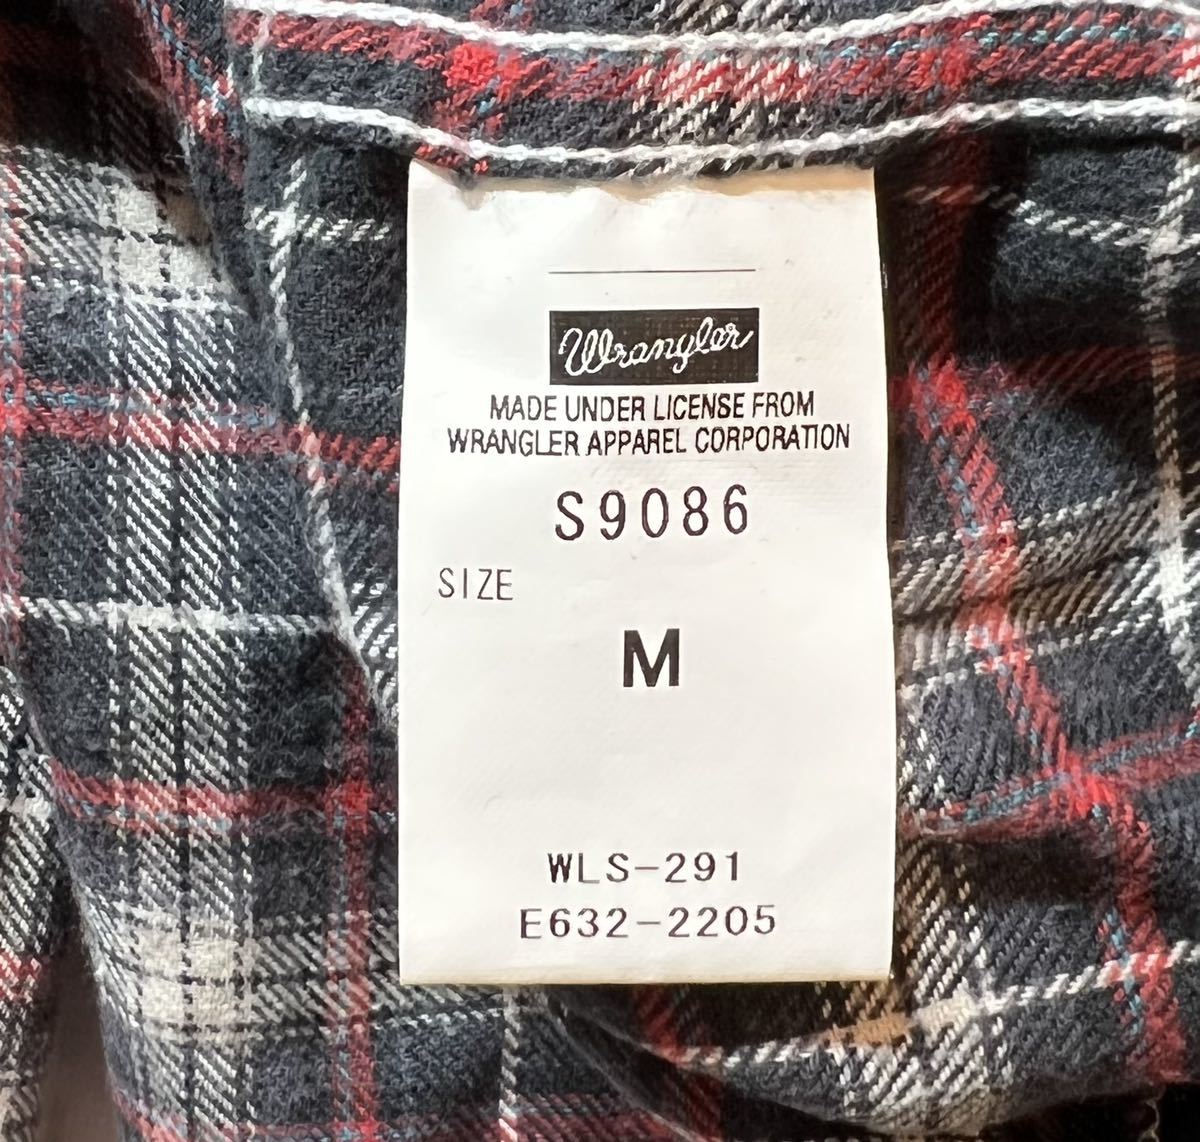 Wrangler
MADE UNDER LICENSE FROM
WRANGLER APPAREL CORPORATION
S9086
SIZE
M
WLS-291
E632-2205